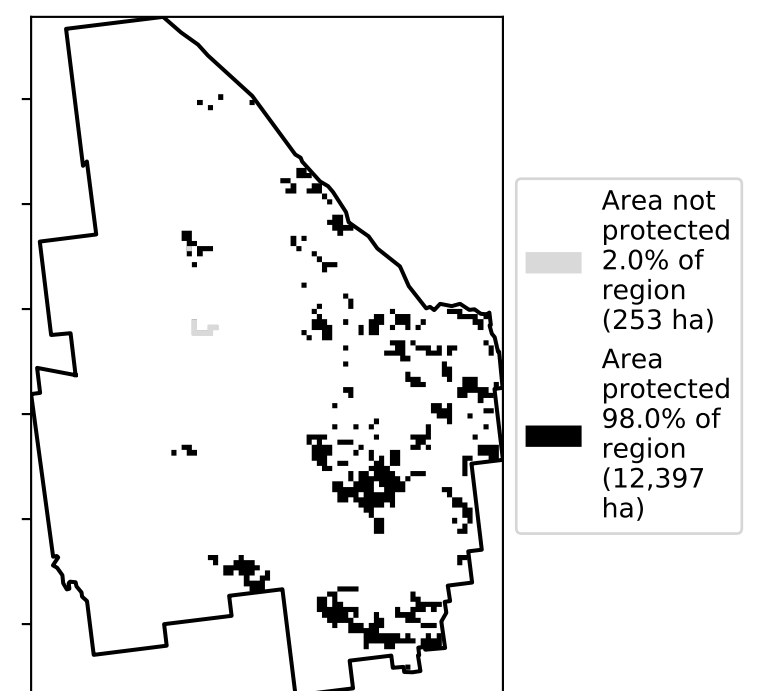 Area not
protected
2.0% of
region
(253 ha)
Area
protected
98.0% of
region
(12,397
ha)